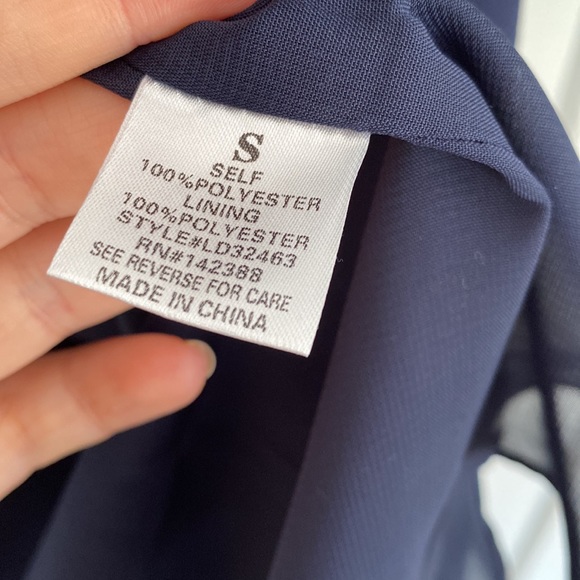 S
SELF
100%POLYESTER
LINING
100%POLYESTER
STYLE#LD32463
RN#142388
SEE REVERSE FOR CARE
MADE IN CHINA